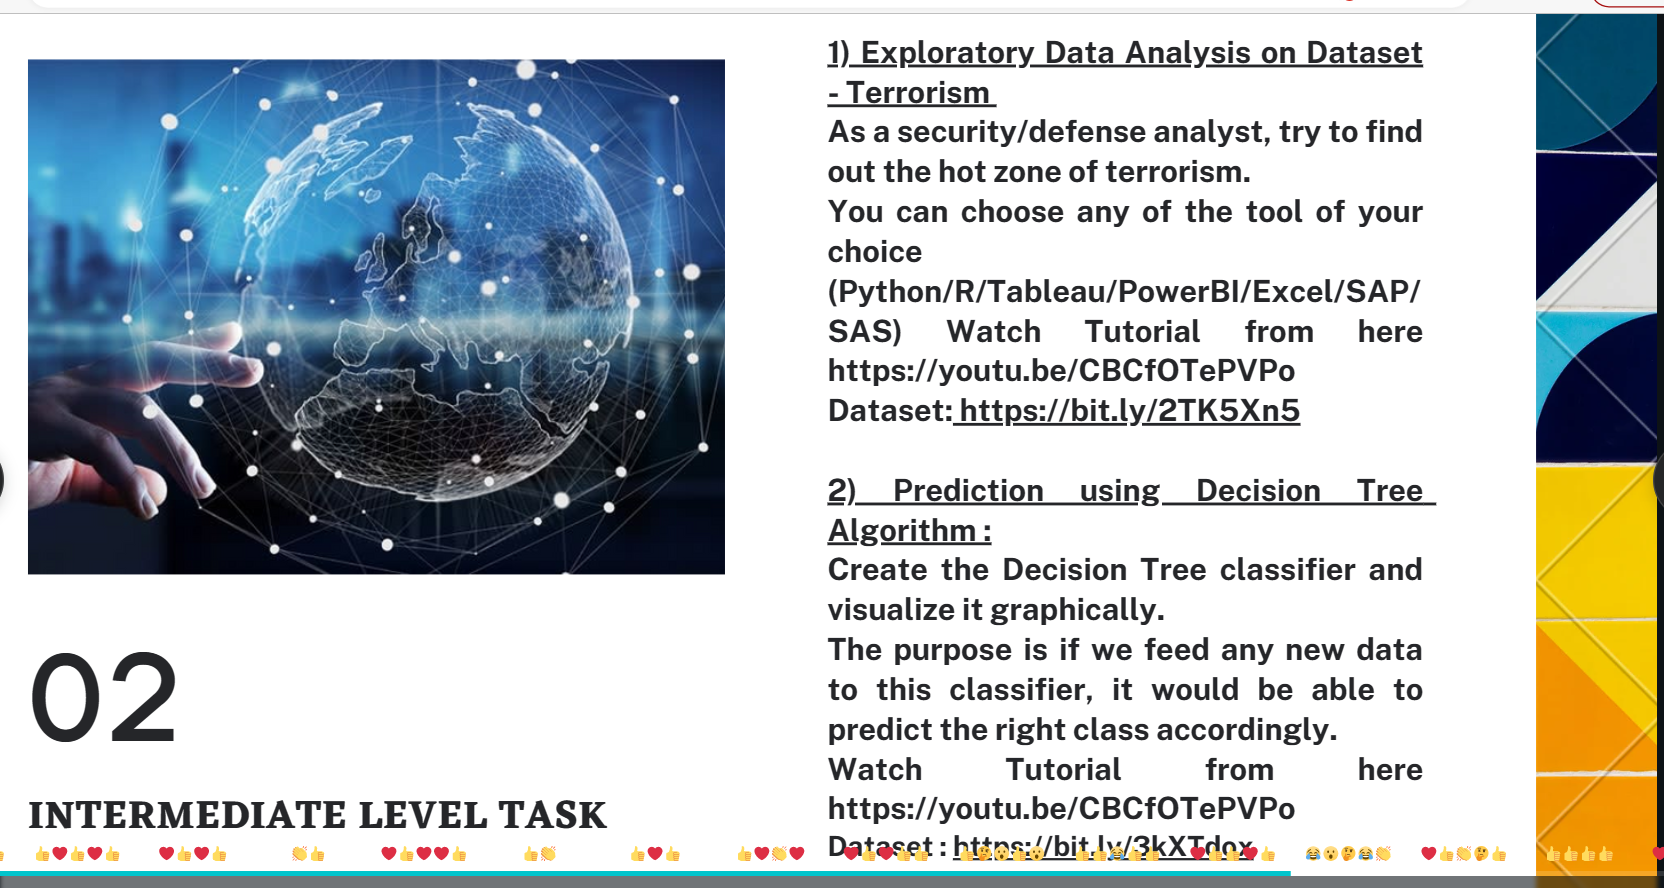 1) Exploratory Data Analysis on Dataset
- Terrorism
As a security/defense analyst, try to find
out the hot zone of terrorism.
You can choose any of the tool of your
choice
(Python/R/Tableau/PowerBI/Excel/SAP/
SAS) Watch Tutorial from here
https://youtu.be/CBCfOTePVPo
Dataset: https://bit.ly/2TK5Xn5
2) Prediction using Decision Tree
Algorithm :
Create the Decision Tree classifier and
visualize it graphically.
The purpose is if we feed any new data
to this classifier, it would be able to
predict the right class accordingly.
Watch Tutorial from here
https://youtu.be/CBCfOTePVPo
Dataset : https://bit.ly/3kXTdox
02
INTERMEDIATE LEVEL TASK